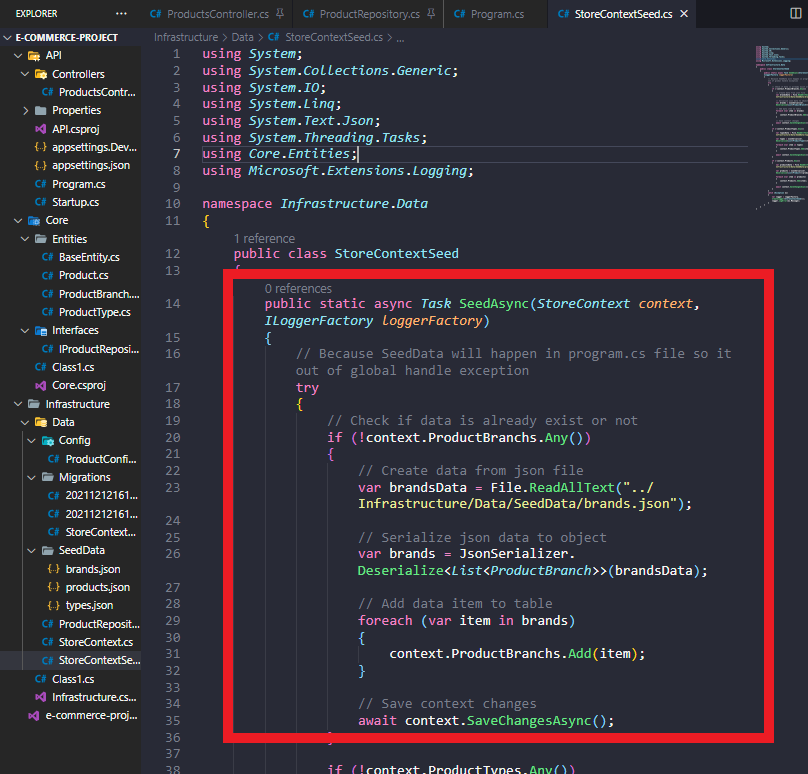 EXPLORER
···
C# ProductsController.cs
C# ProductRepository.cs
C# Program.cs
C# StoreContextSeed.cs ×
E-COMMERCE-PROJECT
API
Controllers
C# ProductsContr...
Properties
API.csproj
{··} appsettings.Dev...
{··} appsettings.json
C# Program.cs
C# Startup.cs
Core
Entities
C# BaseEntity.cs
C# Product.cs
C# ProductBranch....
C# ProductType.cs
Interfaces
C# IProductReposi...
C# Class1.cs
Core.csproj
Infrastructure
Data
Config
C# ProductConfi...
Migrations
C# 20211212161...
C# 20211212161...
C# StoreContext...
SeedData
{··} brands.json
{··} products.json
{··} types.json
C# ProductReposit...
C# StoreContext.cs
C# StoreContextSe...
C# Class1.cs
Infrastructure.cs...
e-commerce-proj...
Infrastructure > Data > C# StoreContextSeed.cs > ...
1 using System;
2 using System.Collections.Generic;
3 using System.IO;
4 using System.Linq;
5 using System.Text.Json;
6 using System.Threading.Tasks;
7 using Core.Entities;
8 using Microsoft.Extensions.Logging;
9
10 namespace Infrastructure.Data
11 {
1 reference
12 public class StoreContextSeed
13 {
0 references
14 public static async Task SeedAsync(StoreContext context,
ILoggerFactory loggerFactory)
15 {
16 // Because SeedData will happen in program.cs file so it
out of global handle exception
17 try
18 {
19 // Check if data is already exist or not
20 if (!context.ProductBranchs.Any())
21 {
22 // Create data from json file
23 var brandsData = File.ReadAllText("../
Infrastructure/Data/SeedData/brands.json");
24
25 // Serialize json data to object
26 var brands = JsonSerializer.
Deserialize<List<ProductBranch>>(brandsData);
27
28 // Add data item to table
29 foreach (var item in brands)
30 {
31 context.ProductBranchs.Add(item);
32 }
33
34 // Save context changes
35 await context.SaveChangesAsync();
36 }
37
38 if (!context.ProductTypes.Any())